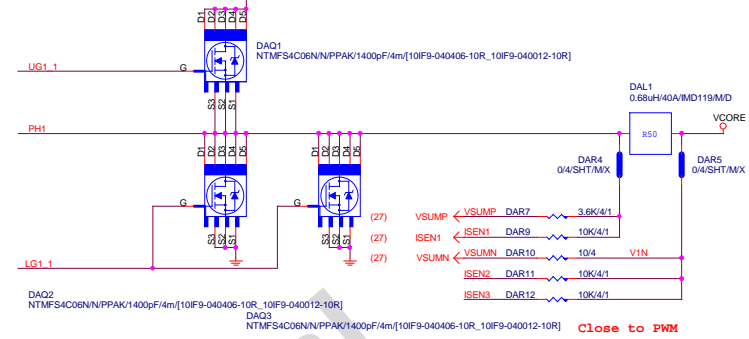 D1 D2 D3 D4 D5
DAQ1
NTMFS4C06N/N/PPAK/1400pF/4m/[10IF9-040406-10R_10IF9-040012-10R]
UG1_1
G
S3 S2 S1
DAL1
0.68uH/40A/IMD119/M/D
VCORE
PH1
R50
D1 D2 D3 D4 D5
D1 D2 D3 D4 D5
DAR4
0/4/SHT/M/X
DAR5
0/4/SHT/M/X
G
G
(27) VSUMP VSUMP DAR7 3.6K/4/1
(27) ISEN1 ISEN1 DAR9 10K/4/1
(27) VSUMN VSUMN DAR10 10/4 V1N
ISEN2 DAR11 10K/4/1
ISEN3 DAR12 10K/4/1
S3 S2 S1
S3 S2 S1
LG1_1
DAQ2
NTMFS4C06N/N/PPAK/1400pF/4m/[10IF9-040406-10R_10IF9-040012-10R]
DAQ3
NTMFS4C06N/N/PPAK/1400pF/4m/[10IF9-040406-10R_10IF9-040012-10R]
Close to PWM